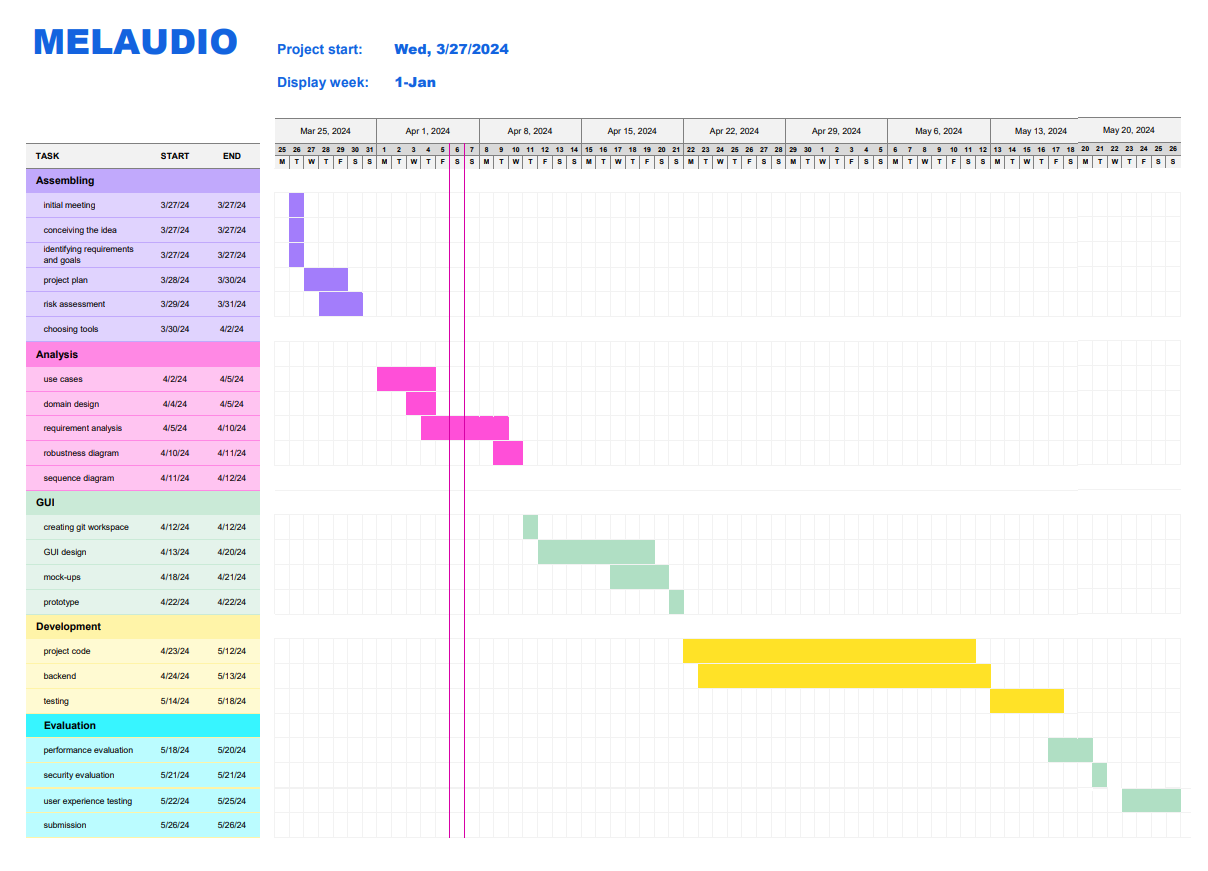 MELAUDIO
Project start: Wed, 3/27/2024
Display week: 1-Jan
Mar 25, 2024 Apr 1, 2024 Apr 8, 2024 Apr 15, 2024 Apr 22, 2024 Apr 29, 2024 May 6, 2024 May 13, 2024 May 20, 2024
25 26 27 28 29 30 31 1 2 3 4 5 6 7 8 9 10 11 12 13 14 15 16 17 18 19 20 21 22 23 24 25 26 27 28 29 30 1 2 3 4 5 6 7 8 9 10 11 12 13 14 15 16 17 18 20 21 22 23 24 25 26
TASK START END M T W T F S S M T W T F S S M T W T F S S M T W T F S S M T W T F S S M T W T F S S M T W T F S S M T W T F S M T W T F S S
Assembling
initial meeting 3/27/24 3/27/24
conceiving the idea 3/27/24 3/27/24
identifying requirements
and goals 3/27/24 3/27/24
project plan 3/28/24 3/30/24
risk assessment 3/29/24 3/31/24
choosing tools 3/30/24 4/2/24
Analysis
use cases 4/2/24 4/5/24
domain design 4/4/24 4/5/24
requirement analysis 4/5/24 4/10/24
robustness diagram 4/10/24 4/11/24
sequence diagram 4/11/24 4/12/24
GUI
creating git workspace 4/12/24 4/12/24
GUI design 4/13/24 4/20/24
mock-ups 4/18/24 4/21/24
prototype 4/22/24 4/22/24
Development
project code 4/23/24 5/12/24
backend 4/24/24 5/13/24
testing 5/14/24 5/18/24
Evaluation
performance evaluation 5/18/24 5/20/24
security evaluation 5/21/24 5/21/24
user experience testing 5/22/24 5/25/24
submission 5/26/24 5/26/24